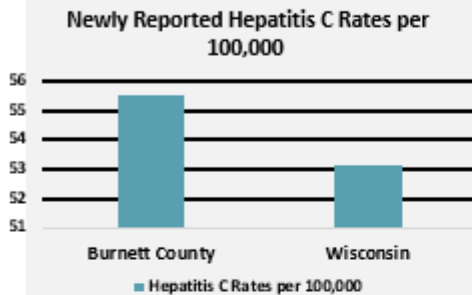 Newly Reported Hepatitis C Rates per
100,000
56
55
54
53
52
51
Burnett County Wisconsin
Hepatitis C Rates per 100,000